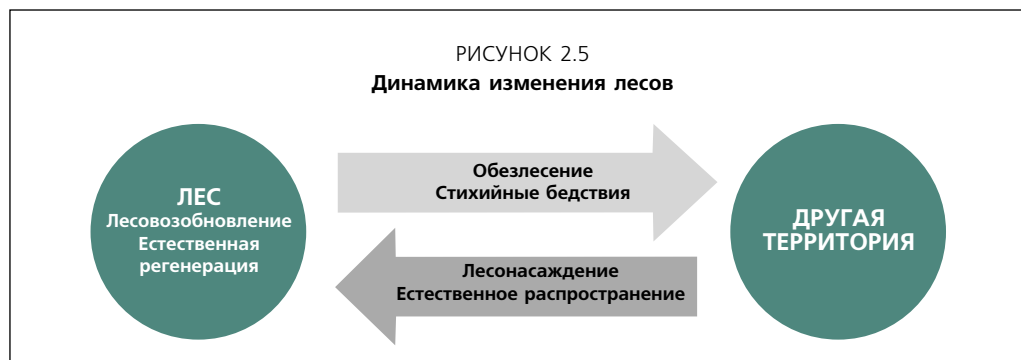 РИСУНОК 2.5
Динамика изменения лесов
ЛЕС
Лесовозобновление
Естественная
регенерация
Обезлесение
Стихийные бедствия
Лесонасаждение
Естественное распространение
ДРУГАЯ
ТЕРРИТОРИЯ